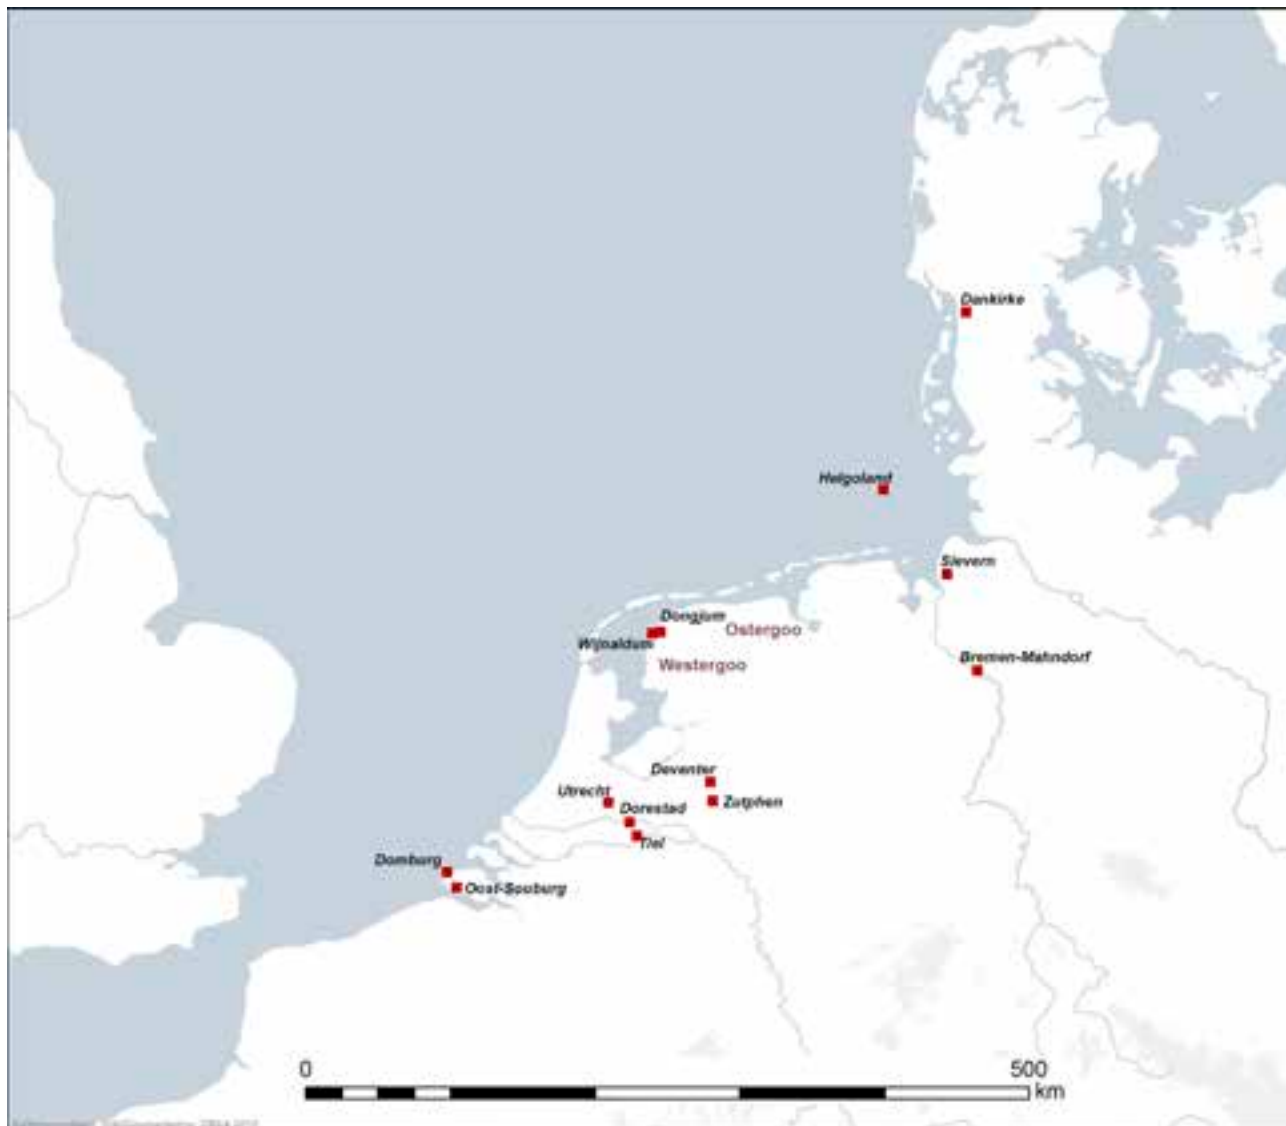 Dankirke
Helgoland
Sievern
Dongjum
Ostergoo
Wijnaldum
Westergoo
Bremen-Mahndorf
Deventer
Utrecht
Zutphen
Dorestad
Tiel
Domburg
Oost-Souburg
0
500
km